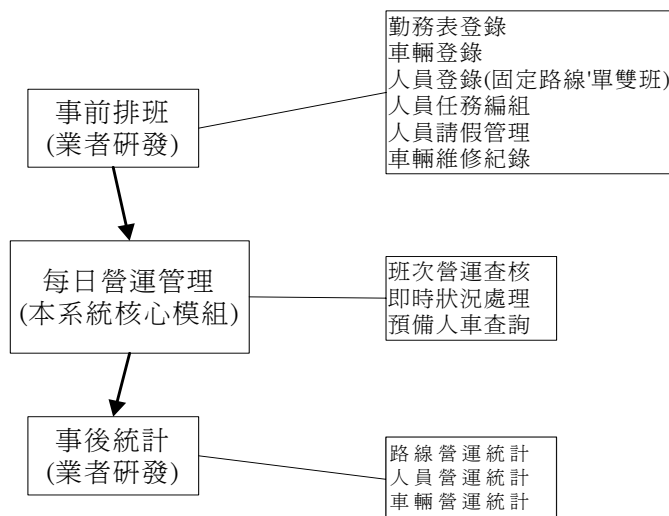 勤務表登錄
車輛登錄
人員登錄(固定路線'單雙班)
人員任務編組
人員請假管理
車輛維修紀錄
事前排班
(業者研發)
每日營運管理
(本系統核心模組)
班次營運查核
即時狀況處理
預備人車查詢
事後統計
(業者研發)
路線營運統計
人員營運統計
車輛營運統計